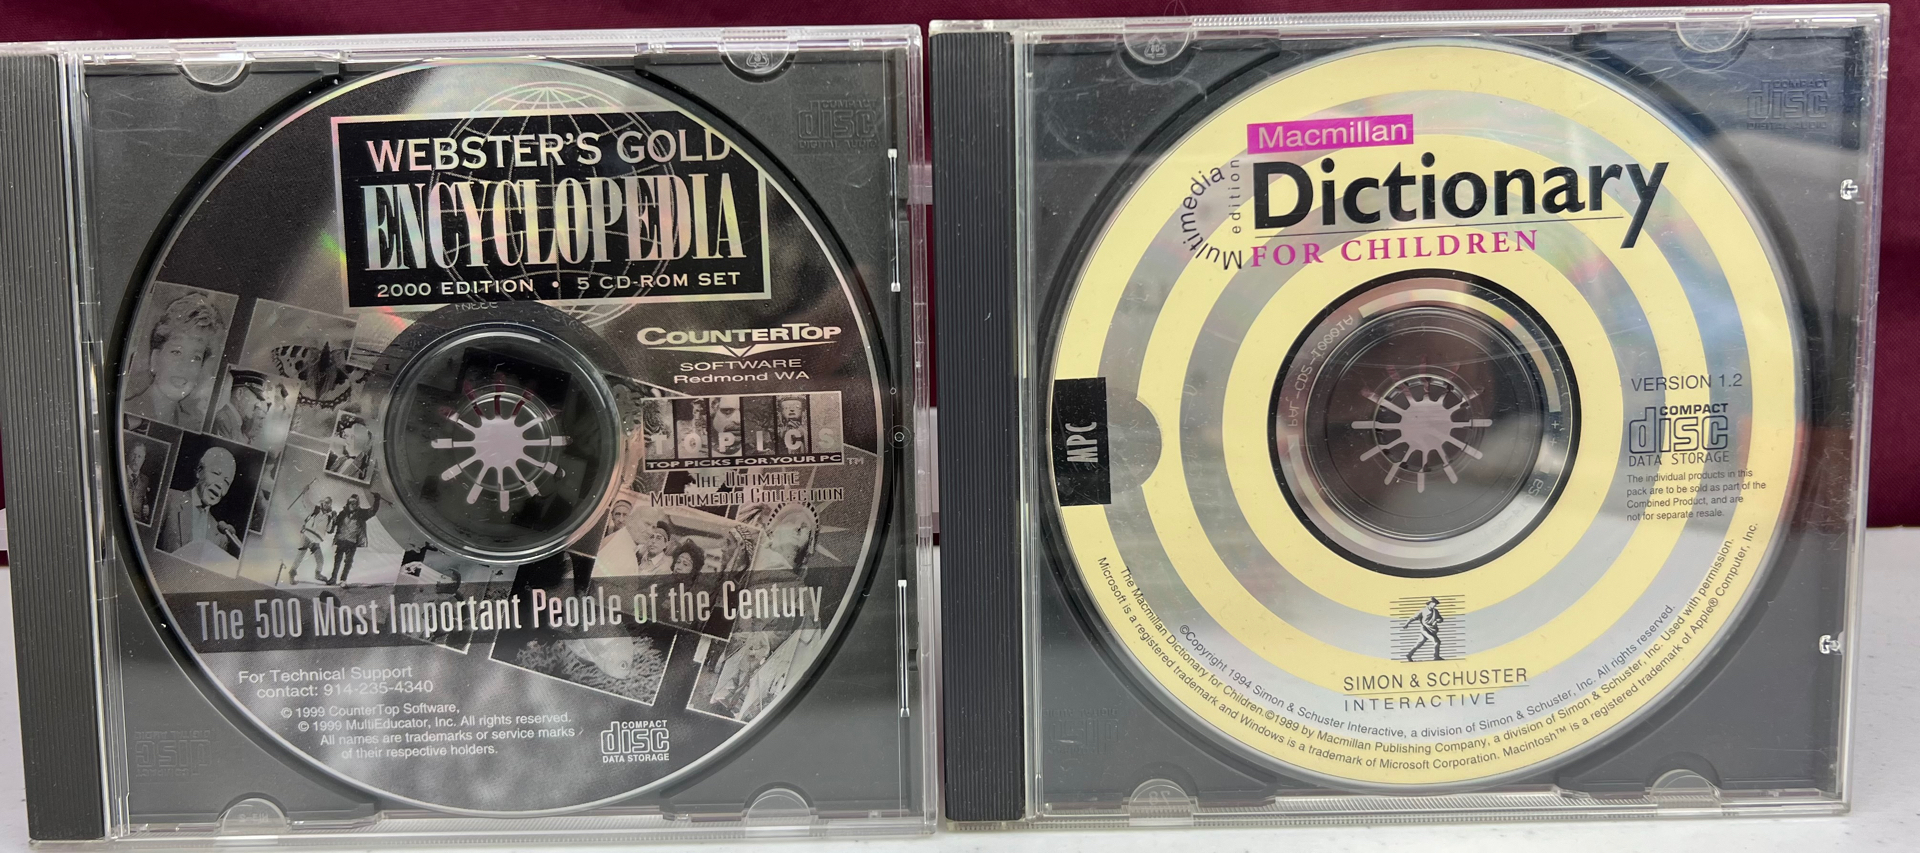 WEBSTER'S GOLD
ENCYCLOPEDIA
2000 EDITION • 5 CD-ROM SET
COUNTERTOP
SOFTWARE
Redmond WA
TOPICS
TOP PICKS FOR YOUR PC™
THE ULTIMATE
MULTIMEDIA COLLECTION
The 500 Most Important People of the Century
For Technical Support
contact: 914-235-4340
© 1999 CounterTop Software,
© 1999 MultiEducator, Inc. All rights reserved.
All names are trademarks or service marks
of their respective holders.
COMPACT
disc
DATA STORAGE
COMPACT
disc
DIGITAL AUDIO
Macmillan
Multimedia
edition
Dictionary
FOR CHILDREN
MPC
VERSION 1.2
COMPACT
disc
DATA STORAGE
The individual products in this
pack are to be sold as part of the
Combined Product, and are
not for separate resale.
SIMON & SCHUSTER
INTERACTIVE
©Copyright 1994 Simon & Schuster Interactive, a division of Simon & Schuster, Inc. All rights reserved.
The Macmillan Dictionary for Children.©1989 by Macmillan Publishing Company, a division of Simon & Schuster, Inc. Used with permission.
Microsoft is a registered trademark and Windows is a trademark of Microsoft Corporation. Macintosh™ is a registered trademark of Apple® Computer, Inc.
COMPACT
disc